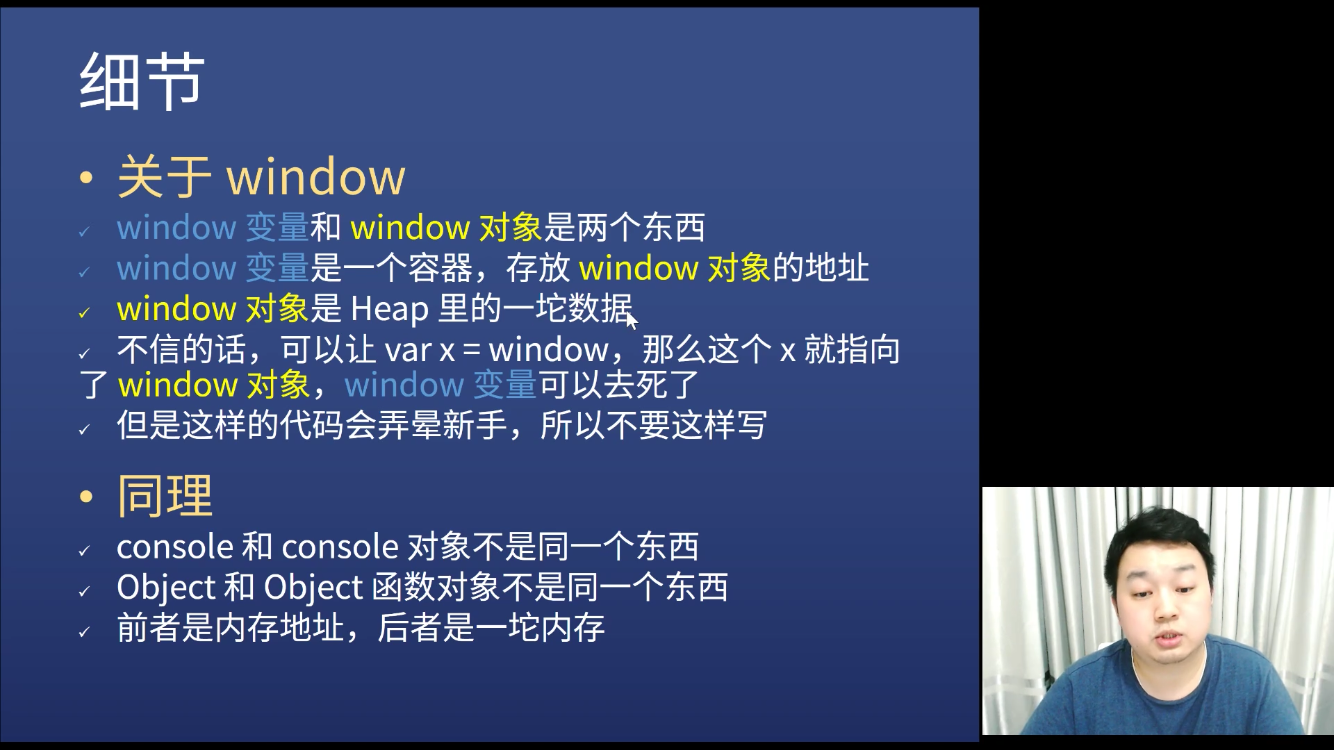 细节
• 关于 window
✓ window 变量和 window 对象是两个东西
✓ window 变量是一个容器，存放 window 对象的地址
✓ window 对象是 Heap 里的一坨数据
✓ 不信的话，可以让 var x = window，那么这个 x 就指向
了 window 对象，window 变量可以去死了
✓ 但是这样的代码会弄晕新手，所以不要这样写
• 同理
✓ console 和 console 对象不是同一个东西
✓ Object 和 Object 函数对象不是同一个东西
✓ 前者是内存地址，后者是一坨内存